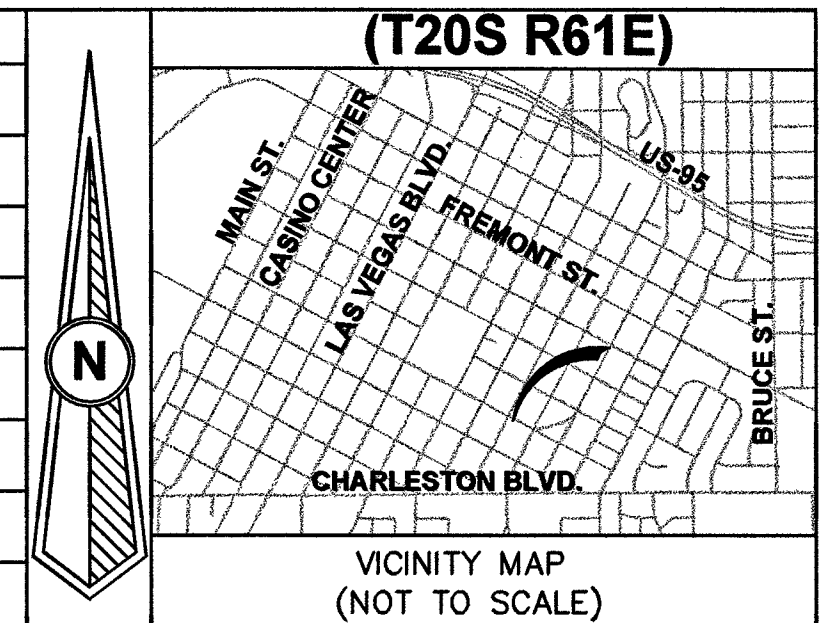 (T20S R61E)
MAIN ST.
CASINO CENTER
LAS VEGAS BLVD.
FREMONT ST.
US-95
BRUCE ST.
CHARLESTON BLVD.
N
VICINITY MAP
(NOT TO SCALE)